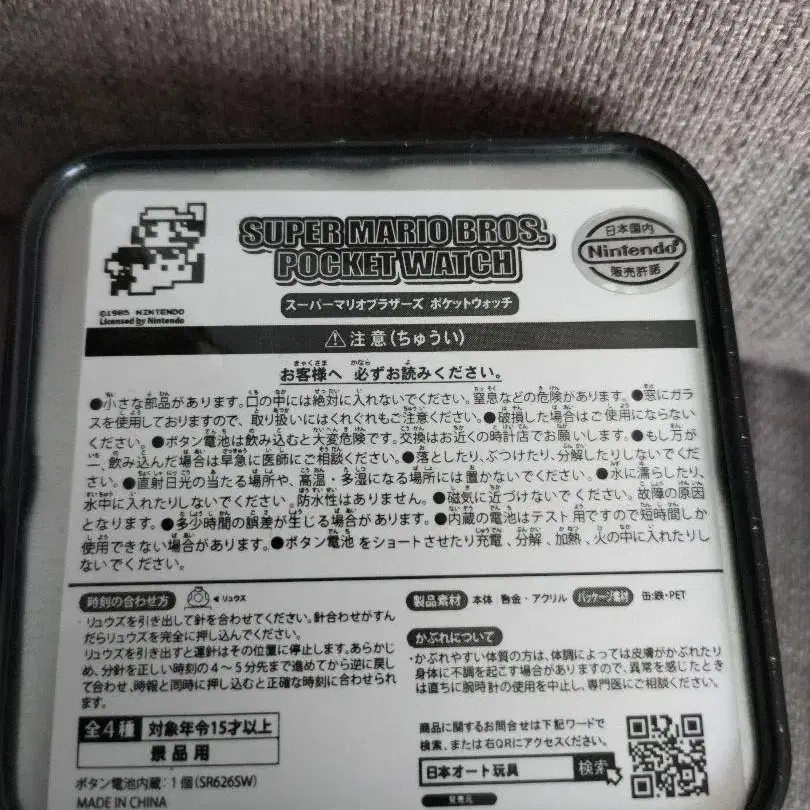 SUPER MARIO BROS.
POCKET WATCH
スーパーマリオブラザーズ ポケットウォッチ
日本国内
Nintendo
販売許諾
©1985 NINTENDO
Licensed by Nintendo
⚠注意(ちゅうい)
お客様へ 必ずお読みください。
●小さな部品があります。口の中には絶対に入れないでください。窒息などの危険があります。●窓にガラ
スを使用しておりますので、取り扱いにはくれぐれもご注意ください。●破損した場合はご使用にならない
ください。●ボタン電池は飲み込むと大変危険です。交換はお近くの時計店でお願いします。●もし万が
一、飲み込んだ場合は早急に医師にご相談ください。●落としたり、ぶつけたり、分解したりしないでくだ
さい。●直射日光の当たる場所や、高温・多湿になる場所には置かないでください。●水に濡らしたり、
水中に入れたりしないでください。防水性はありません。●磁気に近づけないでください。故障の原因
となります。●多少時間の誤差が生じる場合があります。●内蔵の電池はテスト用ですので短時間しか
使用できない場合があります。●ボタン電池をショートさせたり充電、分解、加熱、火の中に入れたりし
ないでください。
時刻の合わせ方 ◀リュウズ
・リュウズを引き出して針を合わせてください。針合わせがすん
だらリュウズを完全に押し込んでください。
リュウズを引き出すと運針はその位置に停止します。あらかじ
め、分針を正しい時刻の4～5分先まで進めてから逆に戻し
て合わせ、時報と同時に押し込むと正確な時刻に合わせられ
ます。
製品素材 本体 合金・アクリル パッケージ素材 缶:鉄・PET
かぶれについて
・かぶれやすい体質の方は、体調によっては皮膚がかぶれたり
身体に不調を起こす場合がありますので、異常を感じたとき
は直ちに腕時計の使用を中止し、専門医にご相談ください。
全4種 対象年令15才以上
景品用
ボタン電池内蔵:1個(SR626SW)
MADE IN CHINA
商品に関するお問合せは下記ワードで
検索、または右QRにアクセスください。
日本オート玩具 検索
発売元